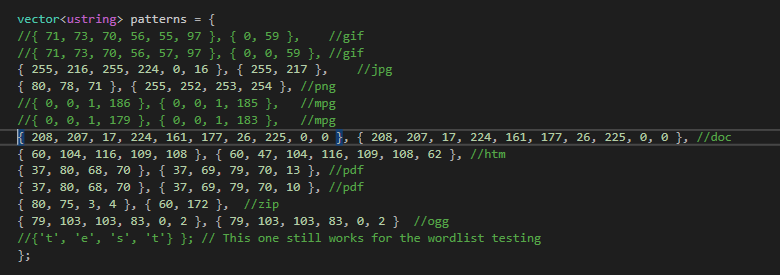 vector<ustring> patterns = {
//{ 71, 73, 70, 56, 55, 97 }, { 0, 59 },    //gif
//{ 71, 73, 70, 56, 57, 97 }, { 0, 0, 59 }, //gif
{ 255, 216, 255, 224, 0, 16 }, { 255, 217 },    //jpg
{ 80, 78, 71 }, { 255, 252, 253, 254 }, //png
//{ 0, 0, 1, 186 }, { 0, 0, 1, 185 },   //mpg
//{ 0, 0, 1, 179 }, { 0, 0, 1, 183 },   //mpg
{ 208, 207, 17, 224, 161, 177, 26, 225, 0, 0 }, { 208, 207, 17, 224, 161, 177, 26, 225, 0, 0 }, //doc
{ 60, 104, 116, 109, 108 }, { 60, 47, 104, 116, 109, 108, 62 }, //htm
{ 37, 80, 68, 70 }, { 37, 69, 79, 70, 13 }, //pdf
{ 37, 80, 68, 70 }, { 37, 69, 79, 70, 10 }, //pdf
{ 80, 75, 3, 4 }, { 60, 172 },  //zip
{ 79, 103, 103, 83, 0, 2 }, { 79, 103, 103, 83, 0, 2 }  //ogg
//{'t', 'e', 's', 't'} }; // This one still works for the wordlist testing
};